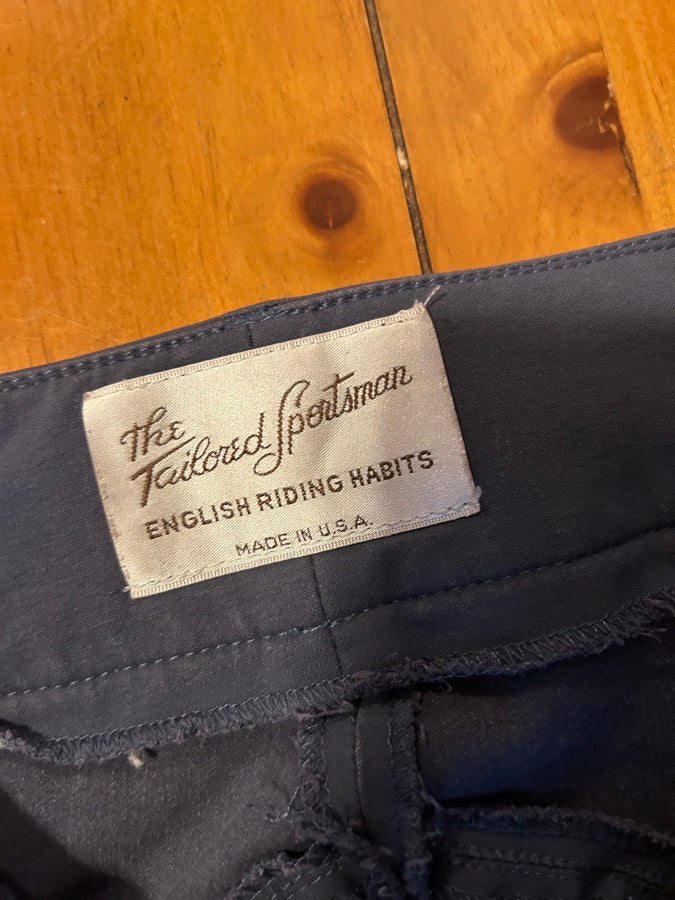 The
Tailored Sportsman
ENGLISH RIDING HABITS
MADE IN U.S.A.